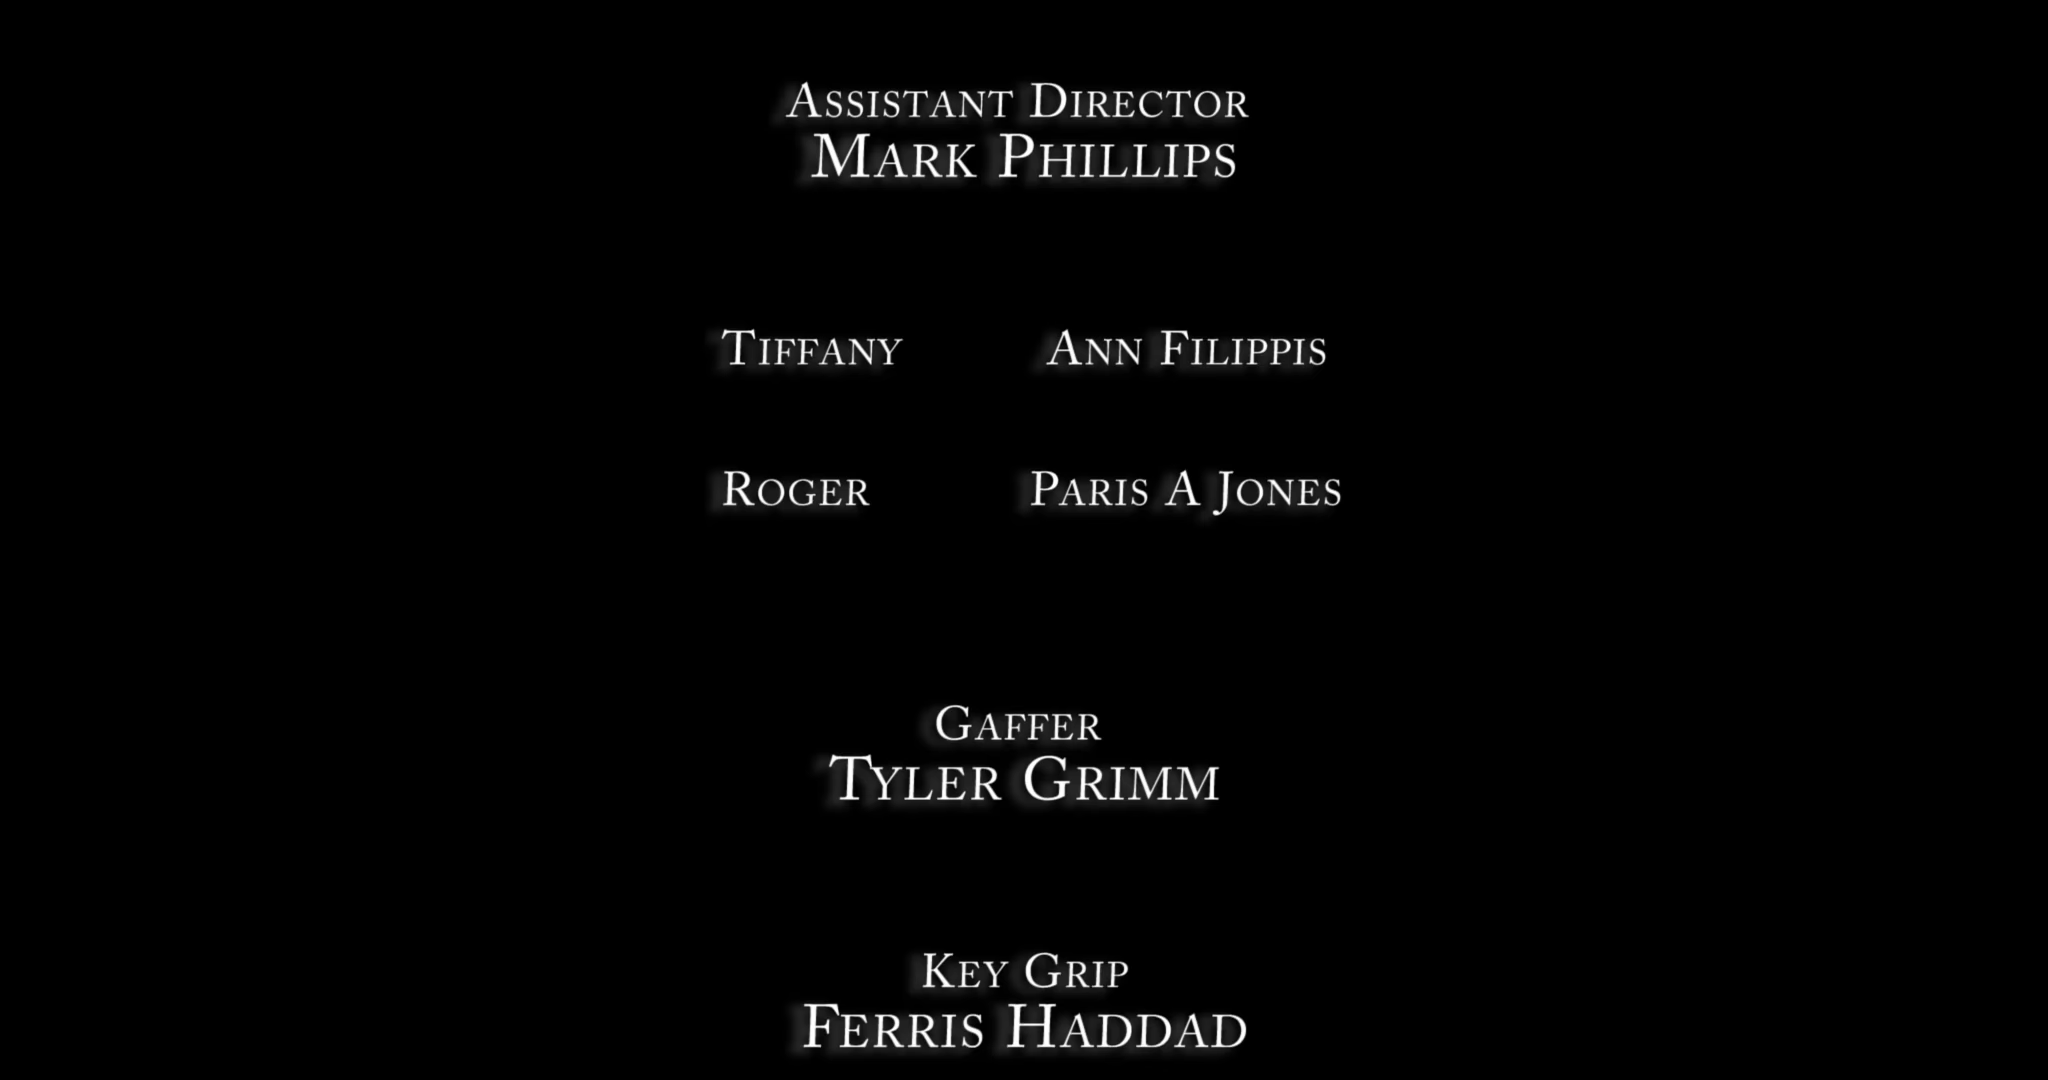 Assistant Director
Mark Phillips
Tiffany Ann Filippis
Roger Paris A Jones
Gaffer
Tyler Grimm
Key Grip
Ferris Haddad